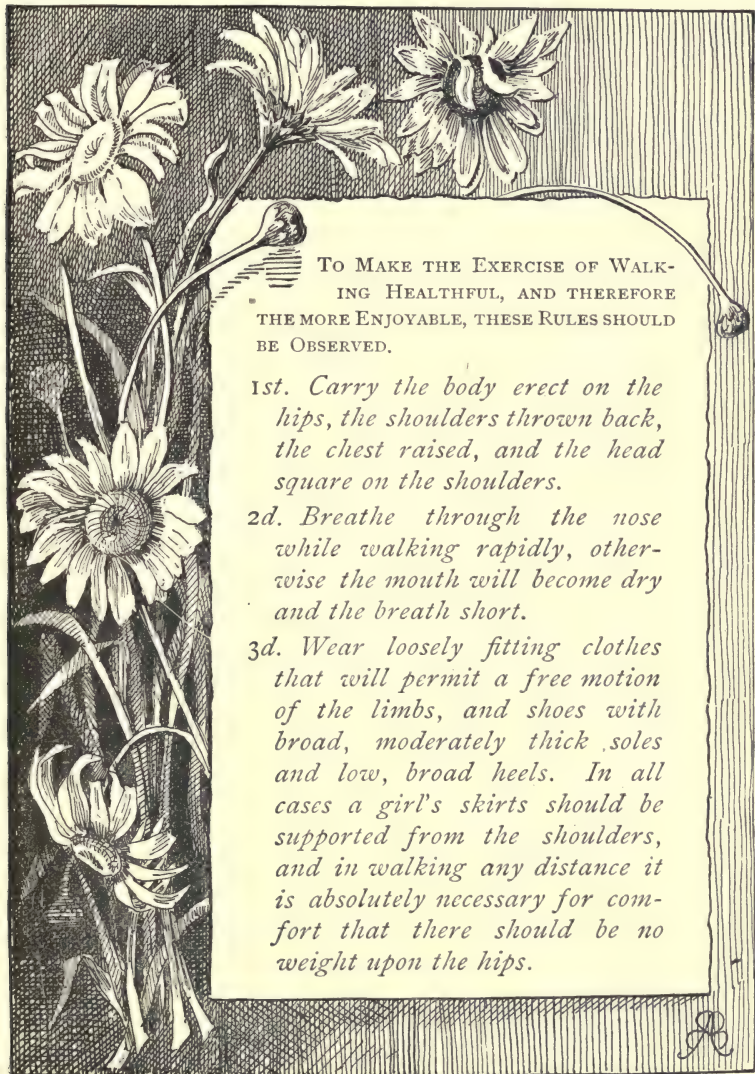 To Make the Exercise of Walk-
ing Healthful, and therefore
the more Enjoyable, these Rules should
be Observed.
1st. Carry the body erect on the
hips, the shoulders thrown back,
the chest raised, and the head
square on the shoulders.
2d. Breathe through the nose
while walking rapidly, other-
wise the mouth will become dry
and the breath short.
3d. Wear loosely fitting clothes
that will permit a free motion
of the limbs, and shoes with
broad, moderately thick soles
and low, broad heels. In all
cases a girl's skirts should be
supported from the shoulders,
and in walking any distance it
is absolutely necessary for com-
fort that there should be no
weight upon the hips.